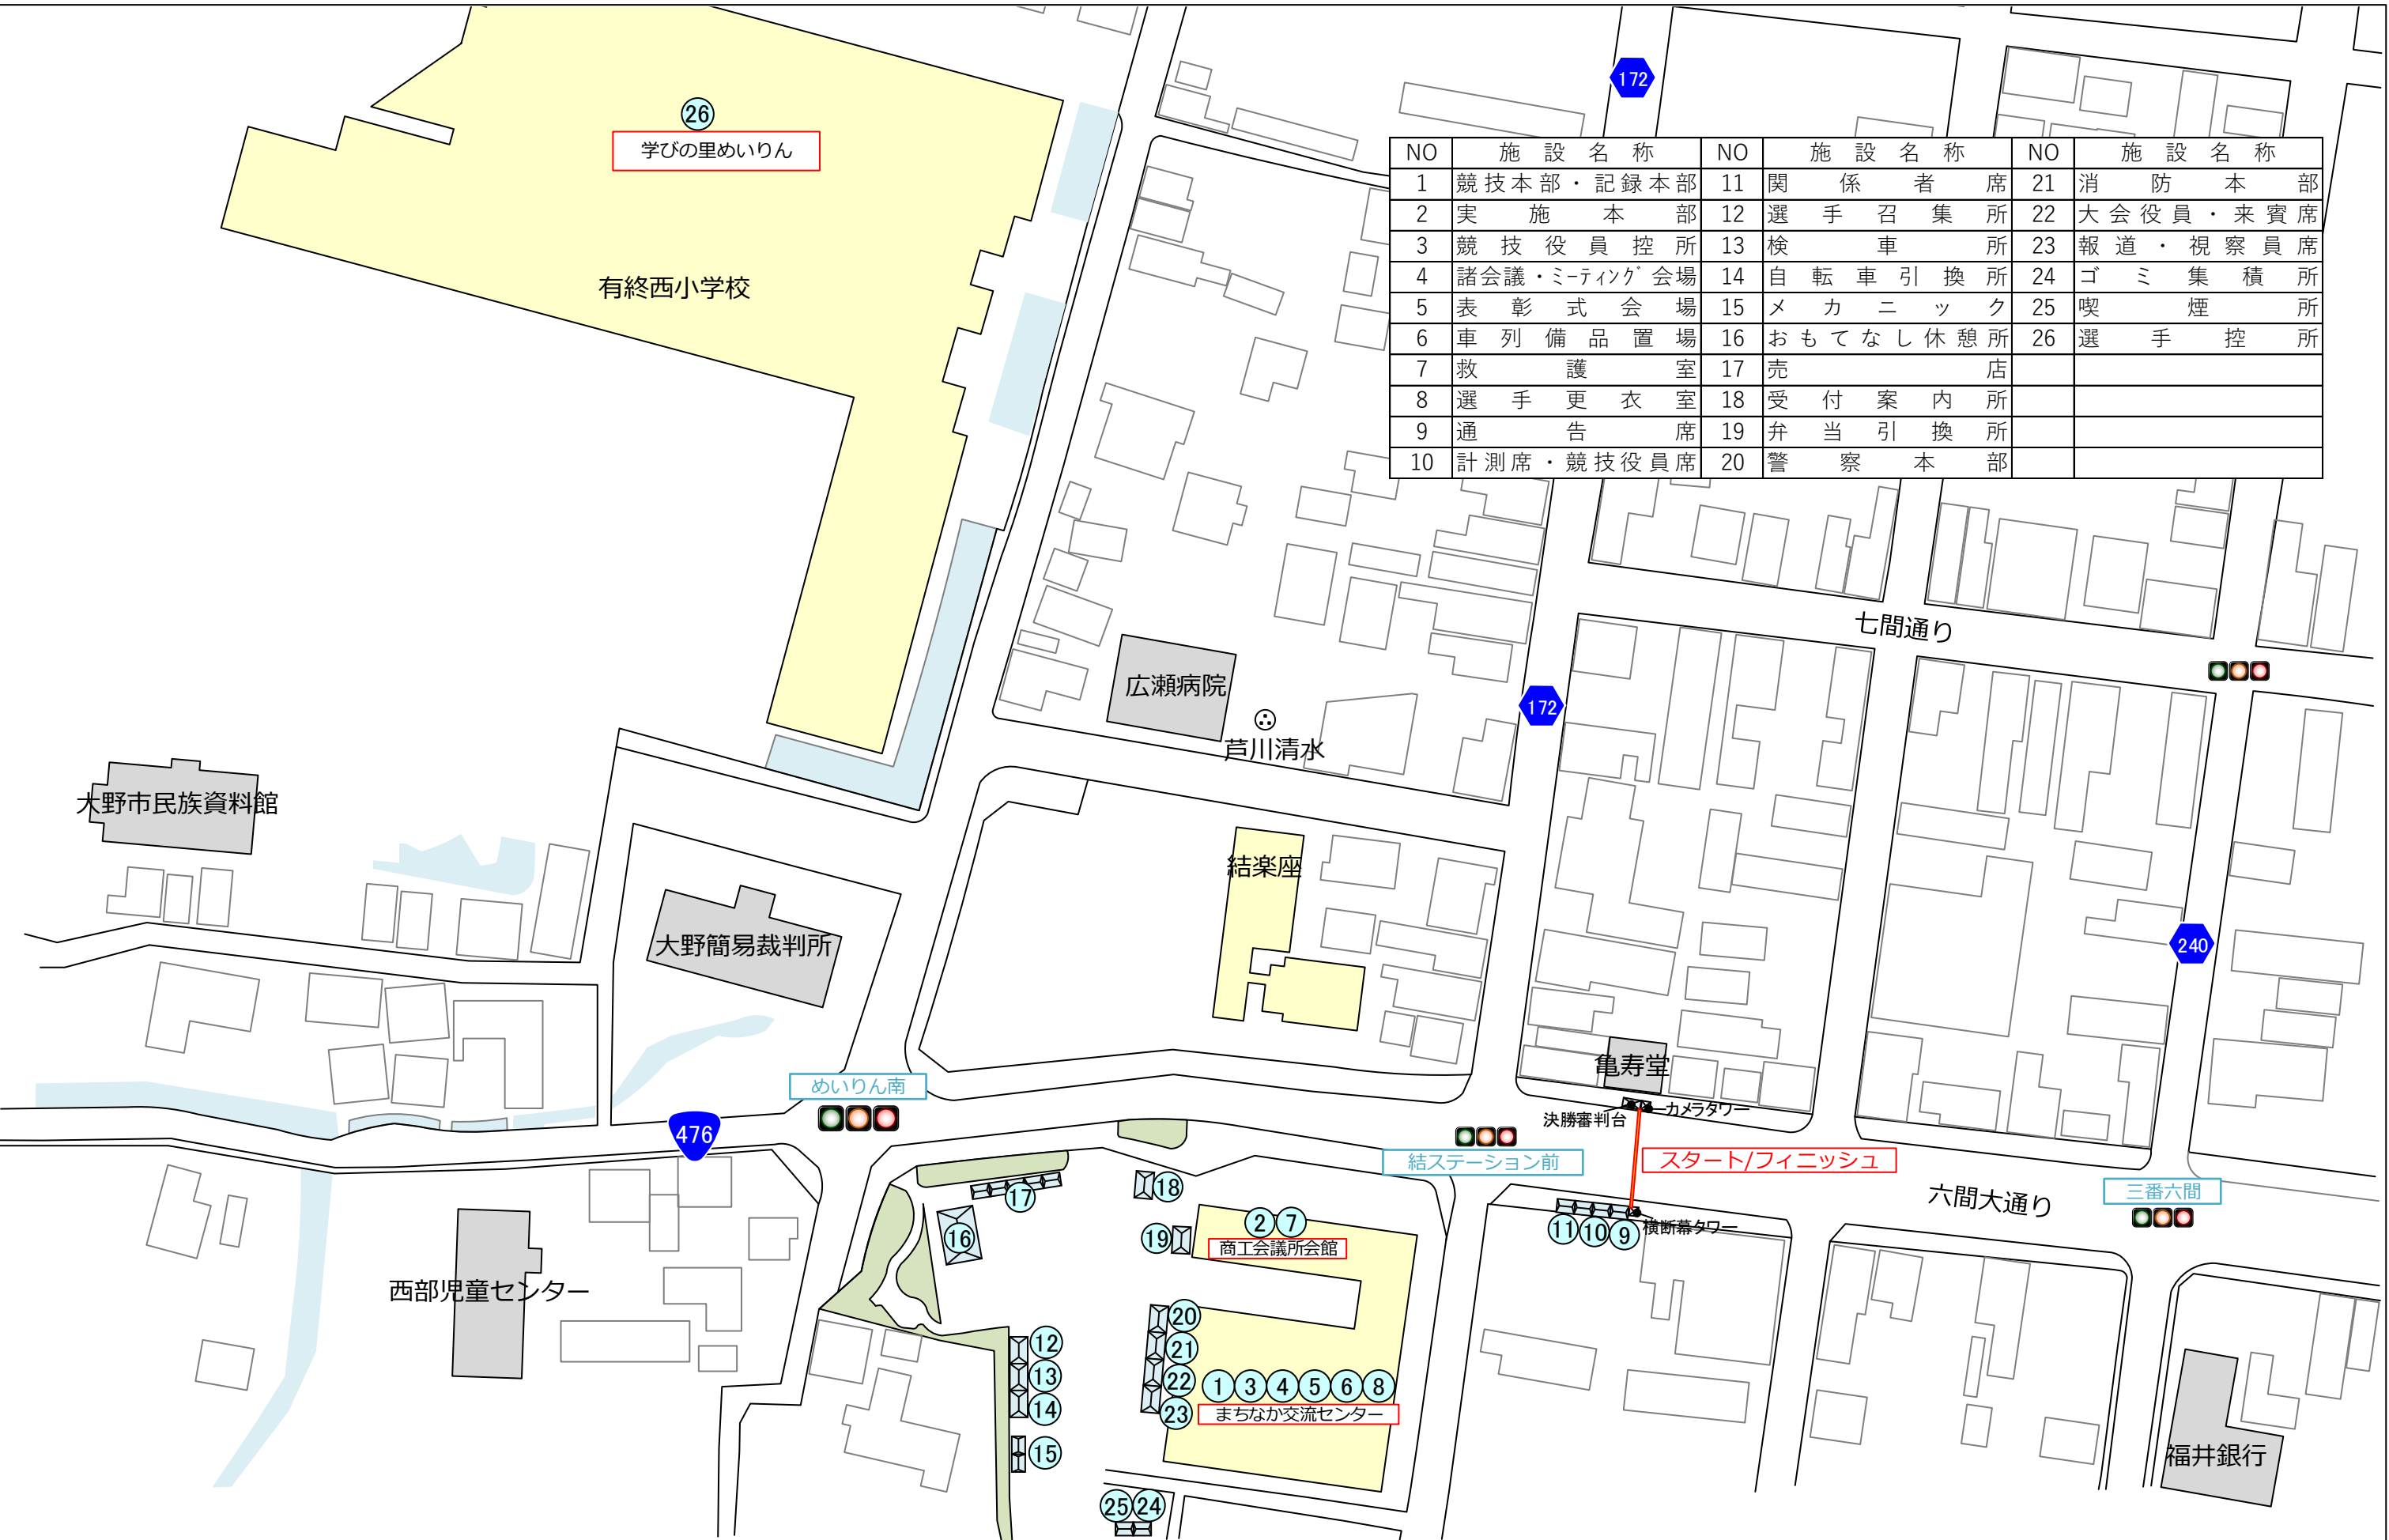 172
26
学びの里めいりん
NO 施設名称 NO 施設名称 NO 施設名称
1 競技本部・記録本部 11 関係者席 21 消防本部
2 実施本部 12 選手召集所 22 大会役員・来賓席
3 競技役員控所 13 検車所 23 報道・視察員席
4 諸会議・ミーティング会場 14 自転車引換所 24 ゴミ集積所
5 表彰式会場 15 メカニック 25 喫煙所
6 車列備品置場 16 おもてなし休憩所 26 選手控所
7 救護室 17 売店
8 選手更衣室 18 受付案内所
9 通告席 19 弁当引換所
10 計測席・競技役員席 20 警察本部
有終西小学校
七間通り
広瀬病院
172
芦川清水
大野市民族資料館
結楽座
大野簡易裁判所
240
亀寿堂
めいりん南
決勝審判台
カメラタワー
476
結ステーション前
スタート/フィニッシュ
六間大通り
三番六間
17
18
16
19
2 7
商工会議所会館
11 10 9
横断幕タワー
西部児童センター
20
12
21
13
22
1 3 4 5 6 8
14
23
まちなか交流センター
15
福井銀行
25 24